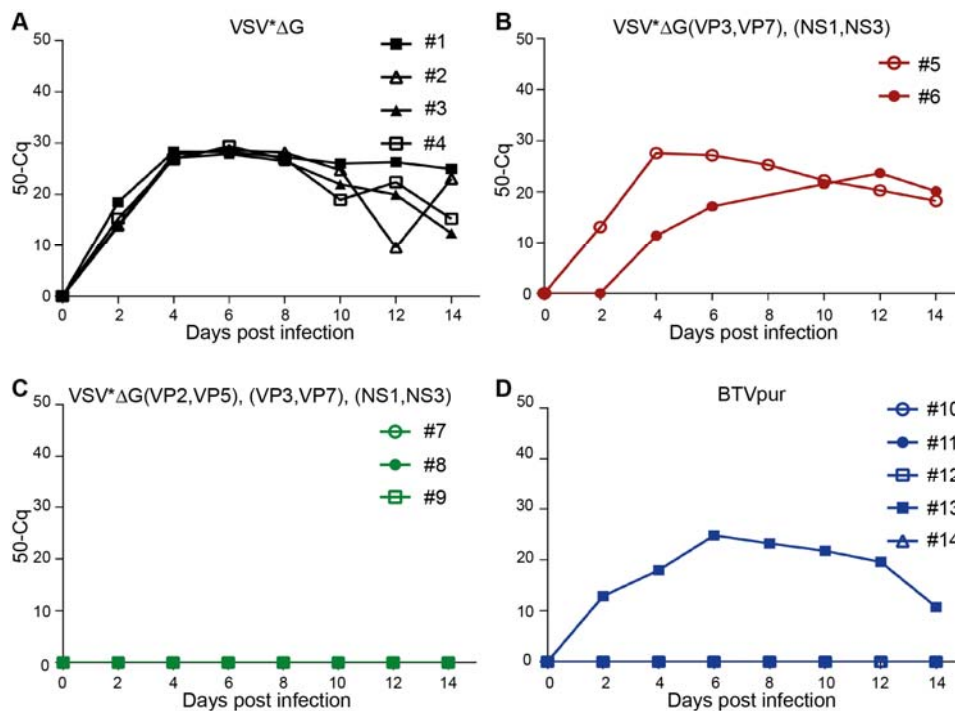 A
VSV*ΔG
50-Cq
50
40
30
20
10
0
0 2 4 6 8 10 12 14
Days post infection
#1
#2
#3
#4
B
VSV*ΔG(VP3,VP7), (NS1,NS3)
50-Cq
50
40
30
20
10
0
0 2 4 6 8 10 12 14
Days post infection
#5
#6
C
VSV*ΔG(VP2,VP5), (VP3,VP7), (NS1,NS3)
50-Cq
50
40
30
20
10
0
0 2 4 6 8 10 12 14
Days post infection
#7
#8
#9
D
BTVpur
50-Cq
50
40
30
20
10
0
0 2 4 6 8 10 12 14
Days post infection
#10
#11
#12
#13
#14